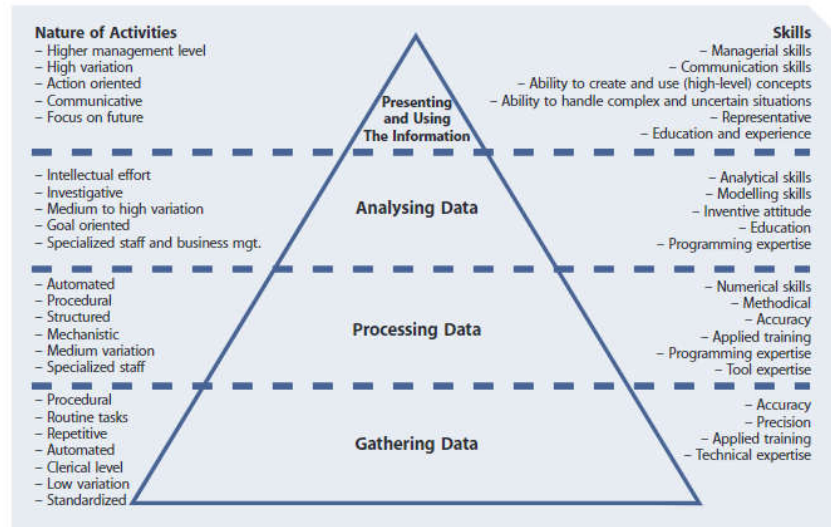 Nature of Activities
– Higher management level
– High variation
– Action oriented
– Communicative
– Focus on future
Presenting
and Using
The Information
Skills
– Managerial skills
– Communication skills
– Ability to create and use (high-level) concepts
– Ability to handle complex and uncertain situations
– Representative
– Education and experience
– Intellectual effort
– Investigative
– Medium to high variation
– Goal oriented
– Specialized staff and business mgt.
Analysing Data
– Analytical skills
– Modelling skills
– Inventive attitude
– Education
– Programming expertise
– Automated
– Procedural
– Structured
– Mechanistic
– Medium variation
– Specialized staff
Processing Data
– Numerical skills
– Methodical
– Accuracy
– Applied training
– Programming expertise
– Tool expertise
– Procedural
– Routine tasks
– Repetitive
– Automated
– Clerical level
– Low variation
– Standardized
Gathering Data
– Accuracy
– Precision
– Applied training
– Technical expertise